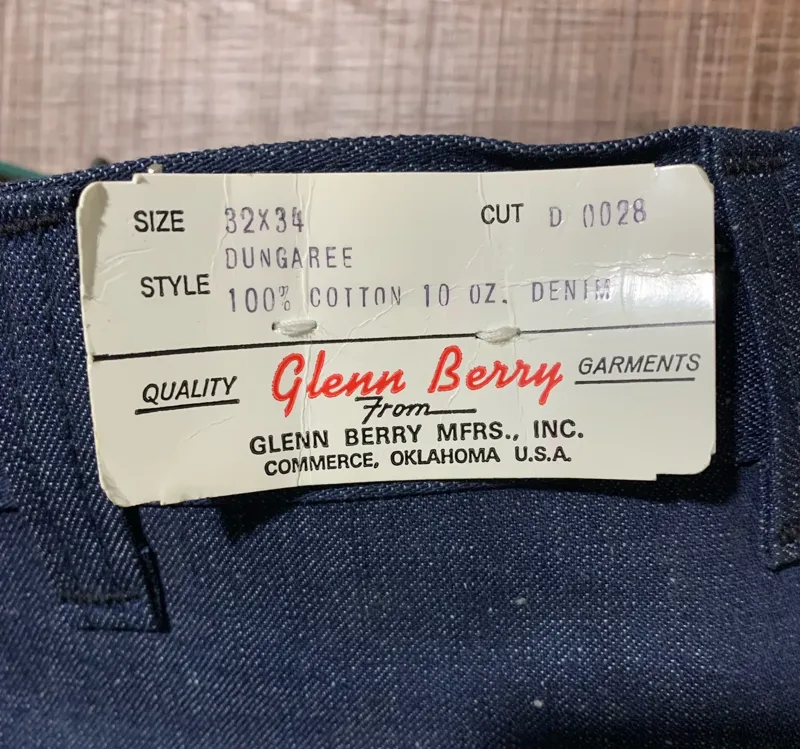 SIZE 32X34 CUT D 0028
DUNGAREE
STYLE 100% COTTON 10 OZ. DENIM
QUALITY Glenn Berry GARMENTS
From
GLENN BERRY MFRS., INC.
COMMERCE, OKLAHOMA U.S.A.